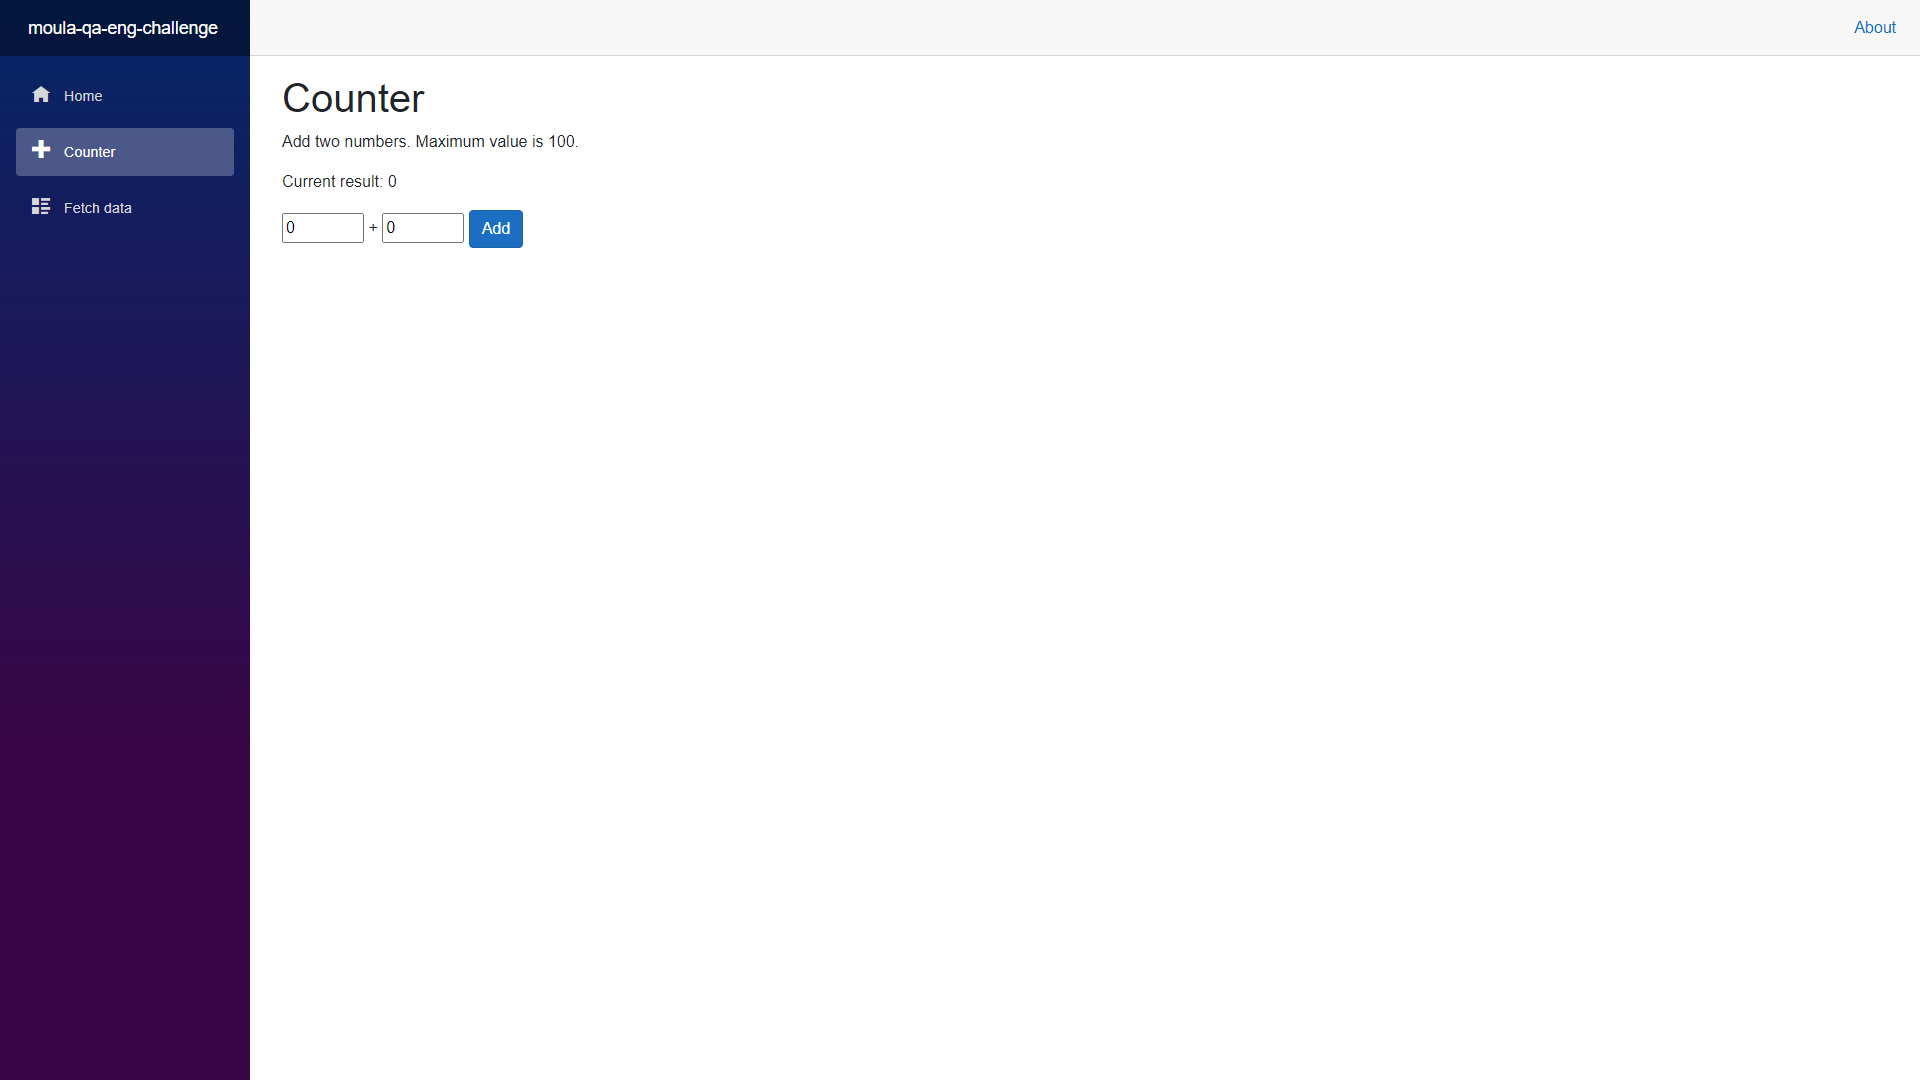 moula-qa-eng-challenge
About
Home
Counter
Fetch data
Counter
Add two numbers. Maximum value is 100.
Current result: 0
0 + 0 Add